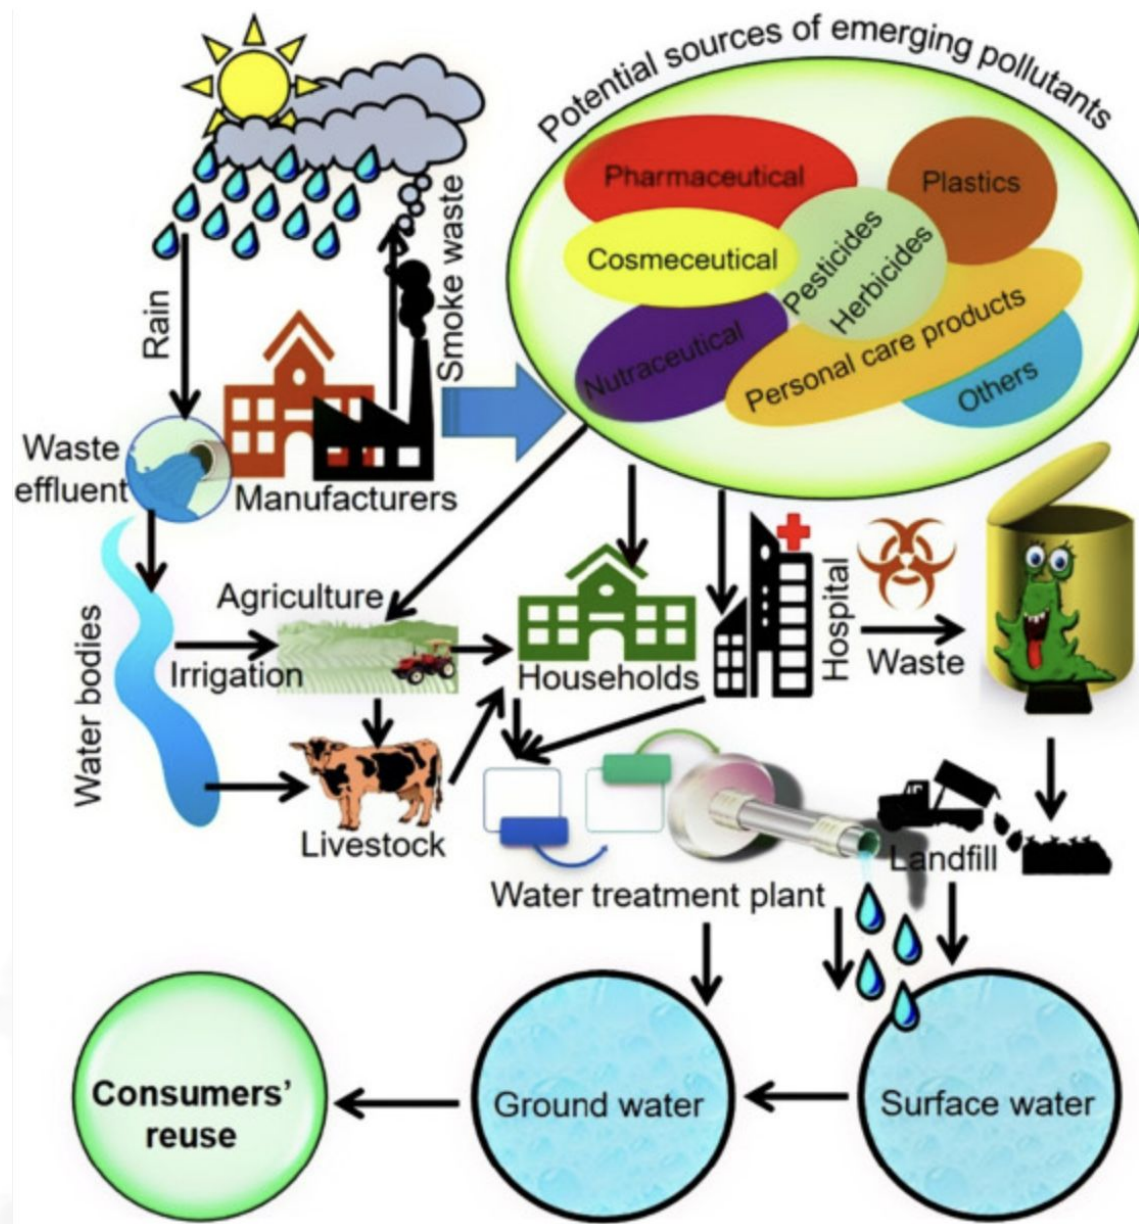 Potential sources of emerging pollutants
Pharmaceutical
Plastics
Cosmeceutical
Pesticides
Herbicides
Nutraceutical
Personal care products
Others
Rain
Smoke waste
Waste
effluent
Manufacturers
Water bodies
Agriculture
Irrigation
Households
Hospital
Waste
Livestock
Landfill
Water treatment plant
Consumers’
reuse
Ground water
Surface water